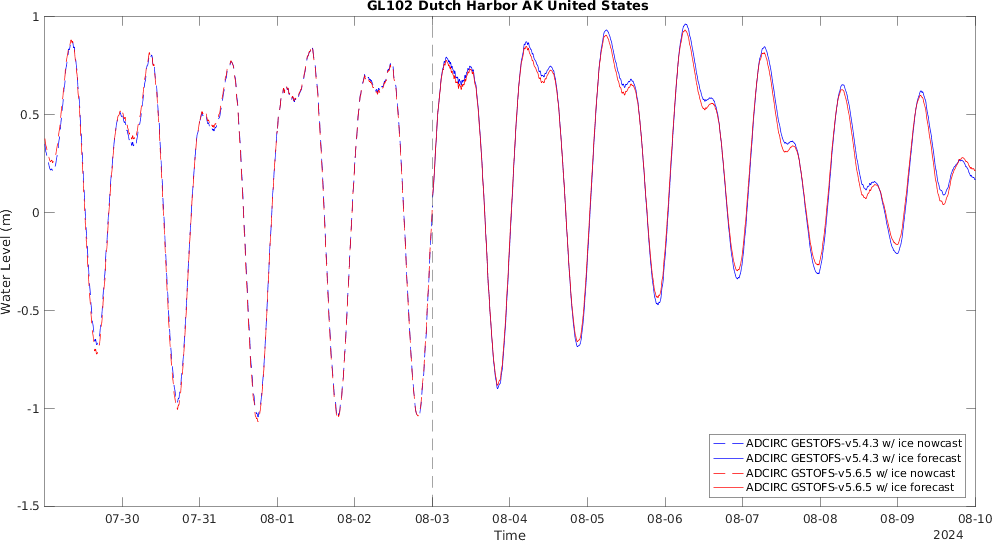 GL102 Dutch Harbor AK United States
Water Level (m)
1
0.5
0
-0.5
-1
-1.5
07-30 07-31 08-01 08-02 08-03 08-04 08-05 08-06 08-07 08-08 08-09 08-10
Time
2024
ADCIRC GESTOFS-v5.4.3 w/ ice nowcast
ADCIRC GESTOFS-v5.4.3 w/ ice forecast
ADCIRC GSTOFS-v5.6.5 w/ ice nowcast
ADCIRC GSTOFS-v5.6.5 w/ ice forecast